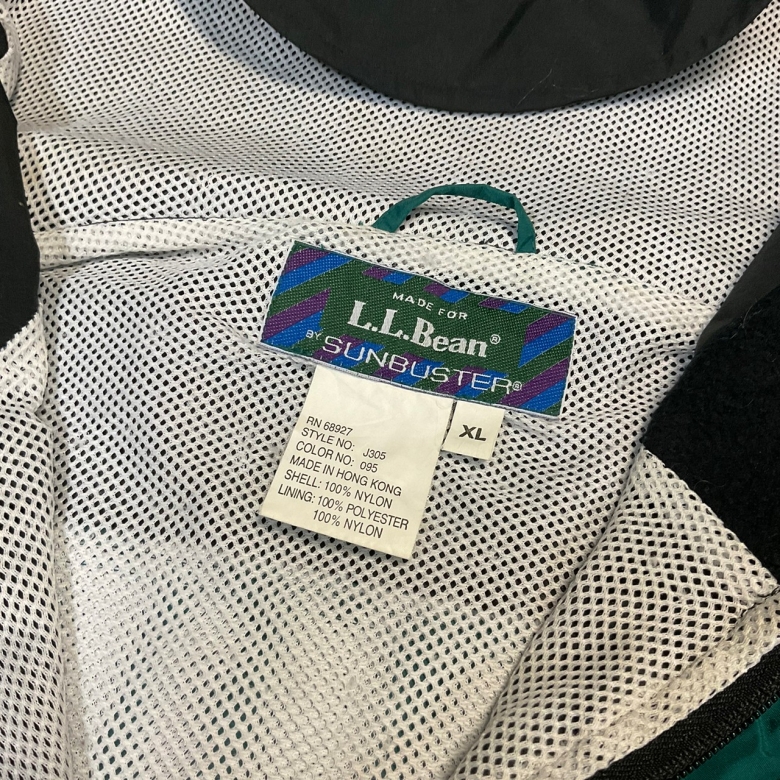 MADE FOR
L.L.Bean®
BY SUNBUSTER®
XL
RN 68927
STYLE NO: J305
COLOR NO: 095
MADE IN HONG KONG
SHELL: 100% NYLON
LINING: 100% POLYESTER
100% NYLON